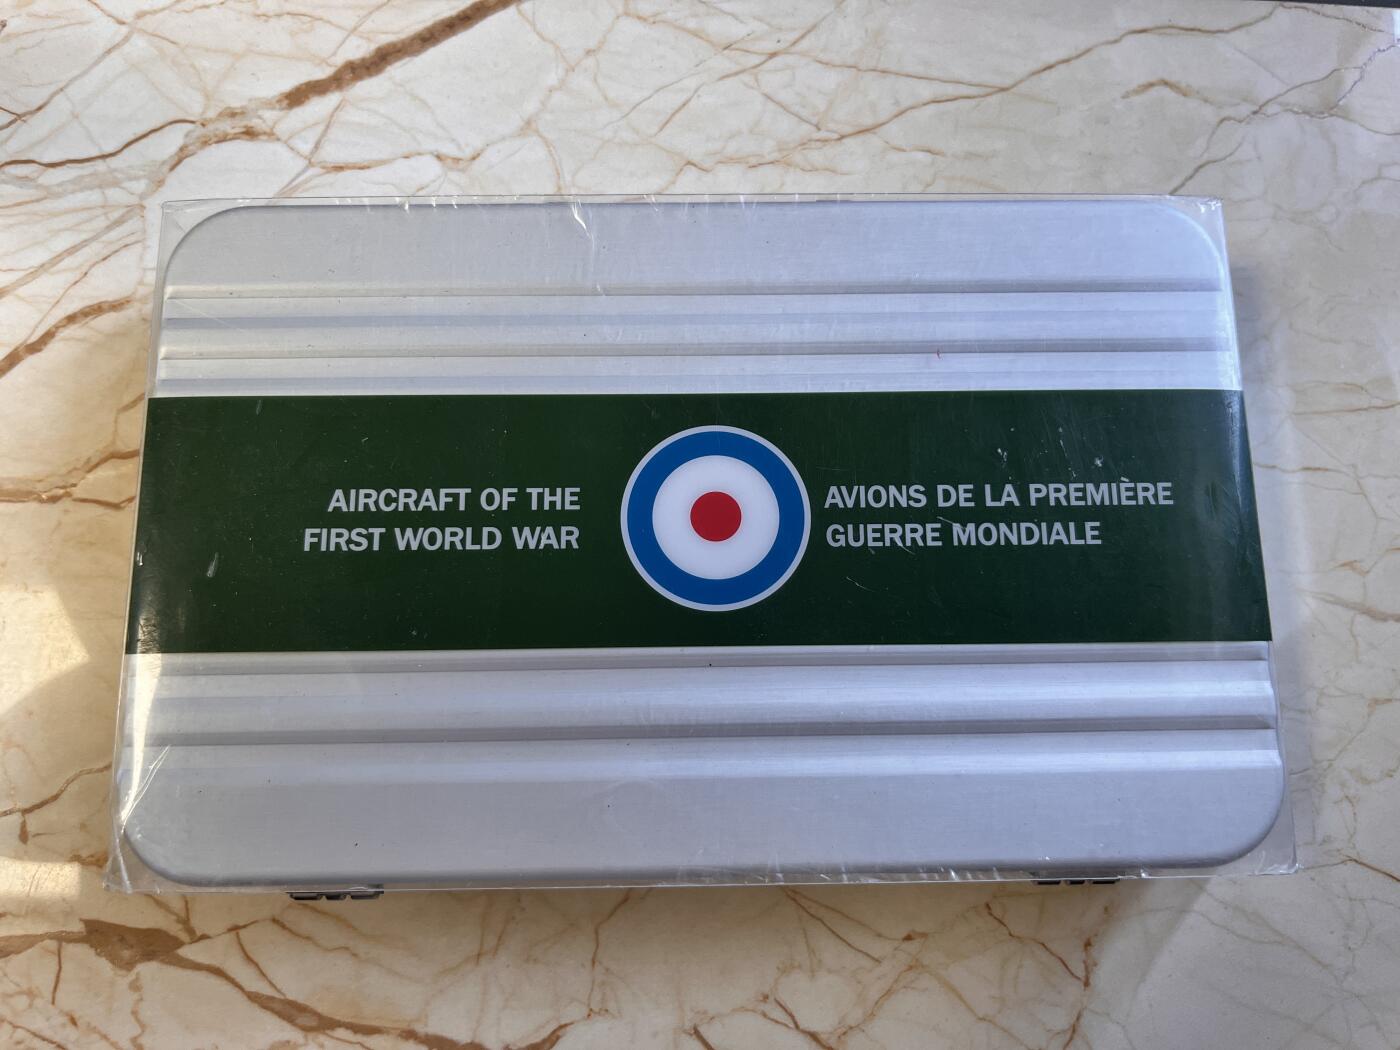 AIRCRAFT OF THE
FIRST WORLD WAR
AVIONS DE LA PREMIÈRE
GUERRE MONDIALE